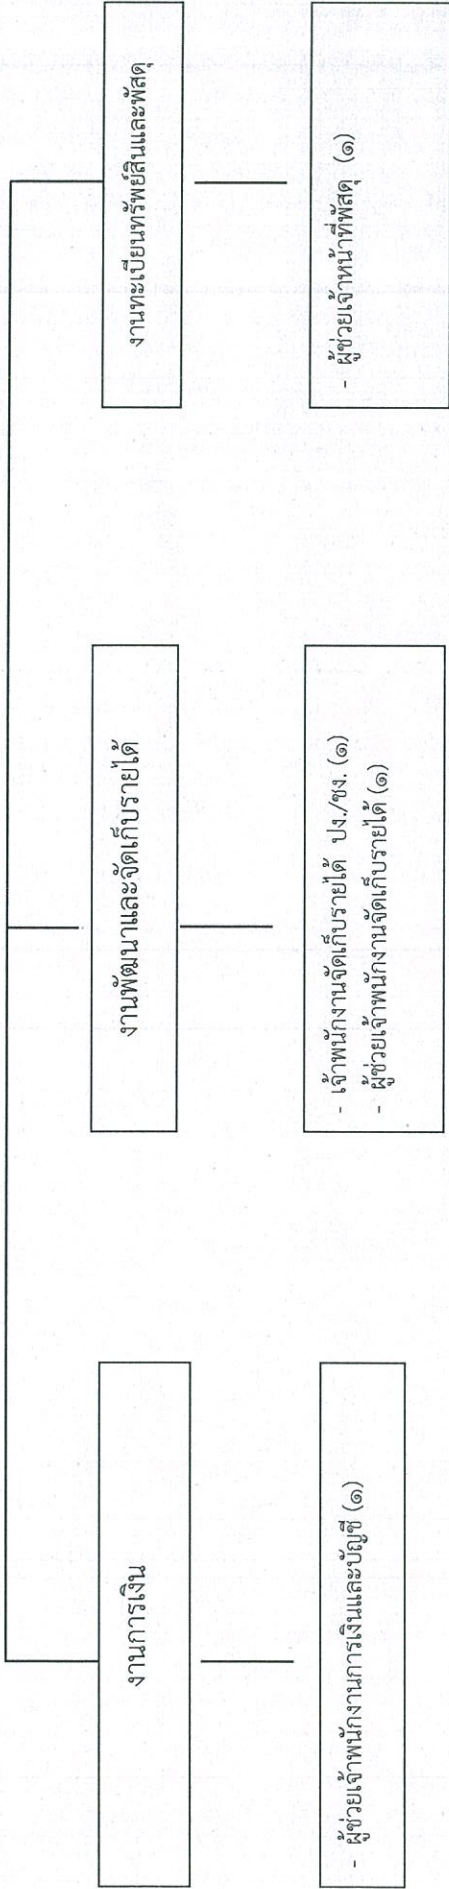 งานการเงิน
- ผู้ช่วยเจ้าพนักงานการเงินและบัญชี (๑)
งานพัฒนาและจัดเก็บรายได้
- เจ้าพนักงานจัดเก็บรายได้ ปง./ชง. (๑)
- ผู้ช่วยเจ้าพนักงานจัดเก็บรายได้ (๑)
งานทะเบียนทรัพย์สินและพัสดุ
- ผู้ช่วยเจ้าหน้าที่พัสดุ (๑)